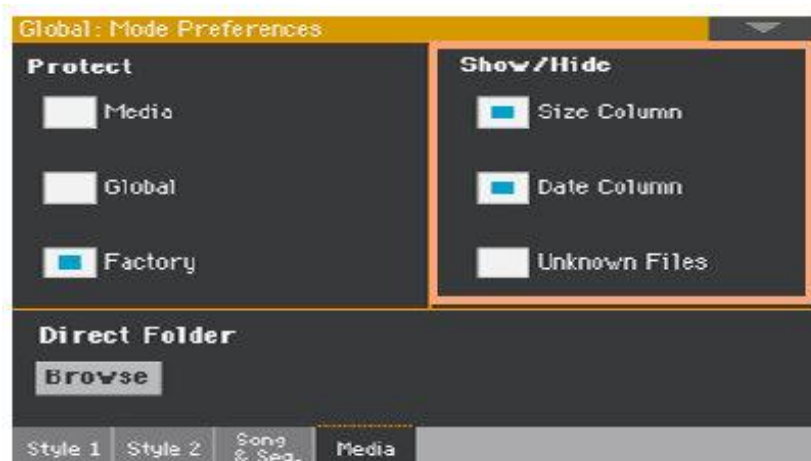 Global: Mode Preferences
Protect
Media
Global
Factory
Show/Hide
Size Column
Date Column
Unknown Files
Direct Folder
Browse
Style 1
Style 2
Song
& Seq.
Media